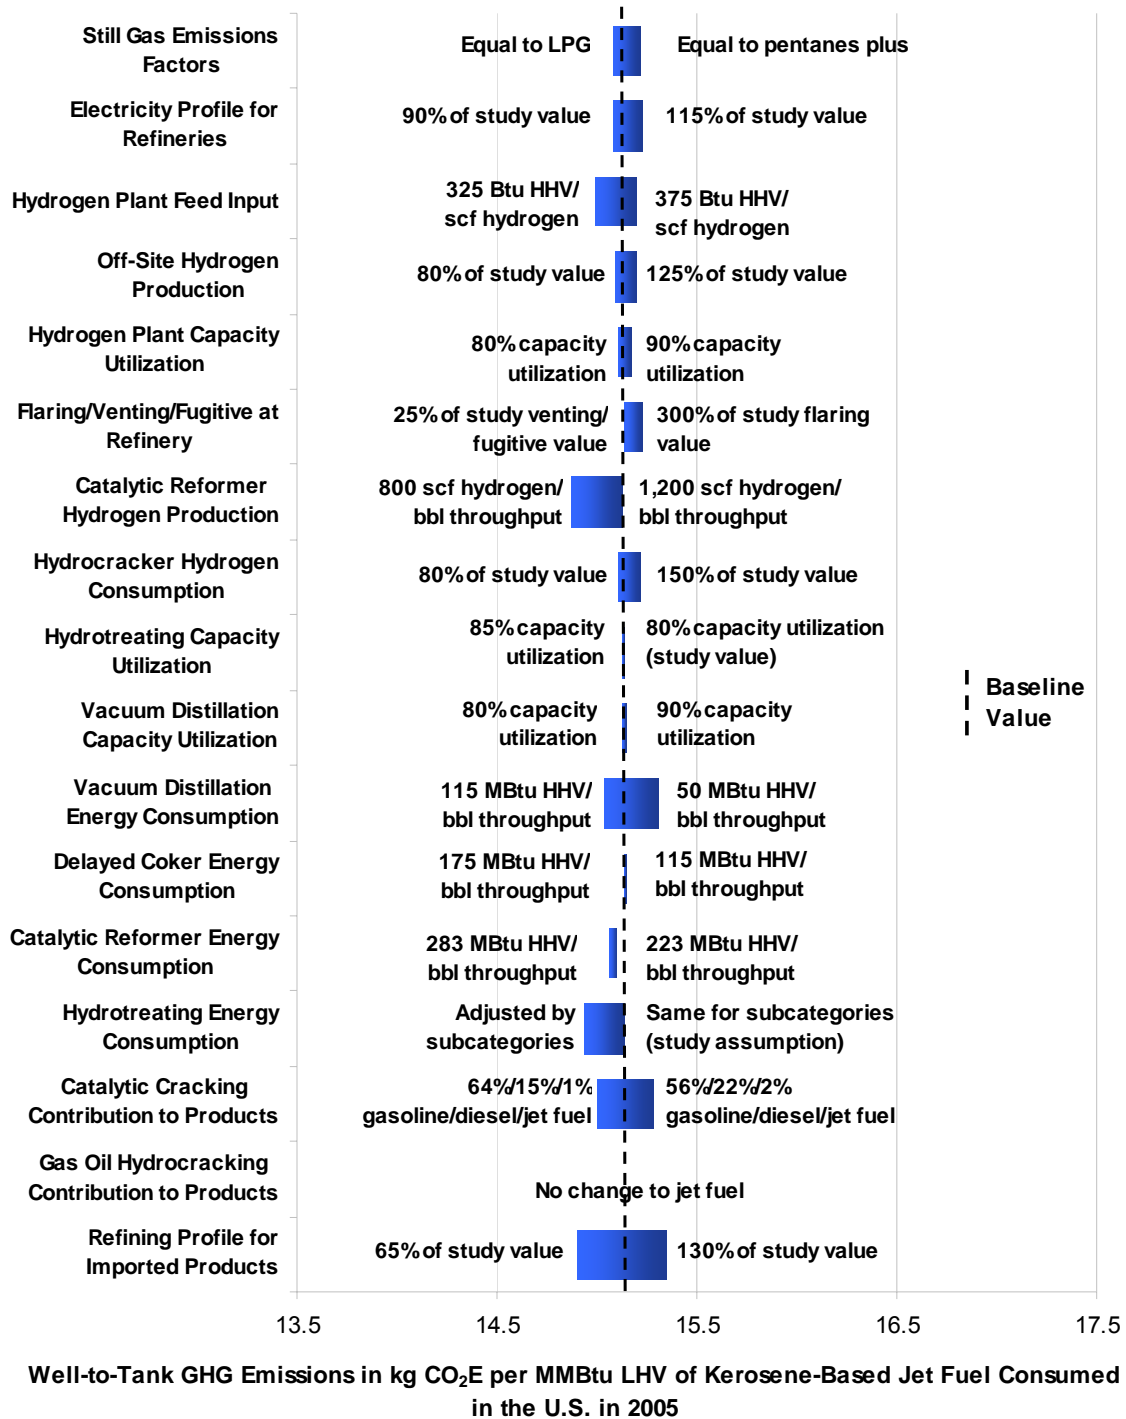 Still Gas Emissions
Factors
Equal to LPG
Equal to pentanes plus
Electricity Profile for
Refineries
90% of study value
115% of study value
Hydrogen Plant Feed Input
325 Btu HHV/
scf hydrogen
375 Btu HHV/
scf hydrogen
Off-Site Hydrogen
Production
80% of study value
125% of study value
Hydrogen Plant Capacity
Utilization
80% capacity
utilization
90% capacity
utilization
Flaring/Venting/Fugitive at
Refinery
25% of study venting/
fugitive value
300% of study flaring
value
Catalytic Reformer
Hydrogen Production
800 scf hydrogen/
bbl throughput
1,200 scf hydrogen/
bbl throughput
Hydrocracker Hydrogen
Consumption
80% of study value
150% of study value
Hydrotreating Capacity
Utilization
85% capacity
utilization
80% capacity utilization
(study value)
Vacuum Distillation
Capacity Utilization
80% capacity
utilization
90% capacity
utilization
Baseline
Value
Vacuum Distillation
Energy Consumption
115 MBtu HHV/
bbl throughput
50 MBtu HHV/
bbl throughput
Delayed Coker Energy
Consumption
175 MBtu HHV/
bbl throughput
115 MBtu HHV/
bbl throughput
Catalytic Reformer Energy
Consumption
283 MBtu HHV/
bbl throughput
223 MBtu HHV/
bbl throughput
Hydrotreating Energy
Consumption
Adjusted by
subcategories
Same for subcategories
(study assumption)
Catalytic Cracking
Contribution to Products
64%/15%/1%
gasoline/diesel/jet fuel
56%/22%/2%
gasoline/diesel/jet fuel
Gas Oil Hydrocracking
Contribution to Products
No change to jet fuel
Refining Profile for
Imported Products
65% of study value
130% of study value
13.5
14.5
15.5
16.5
17.5
Well-to-Tank GHG Emissions in kg CO₂E per MMBtu LHV of Kerosene-Based Jet Fuel Consumed
in the U.S. in 2005